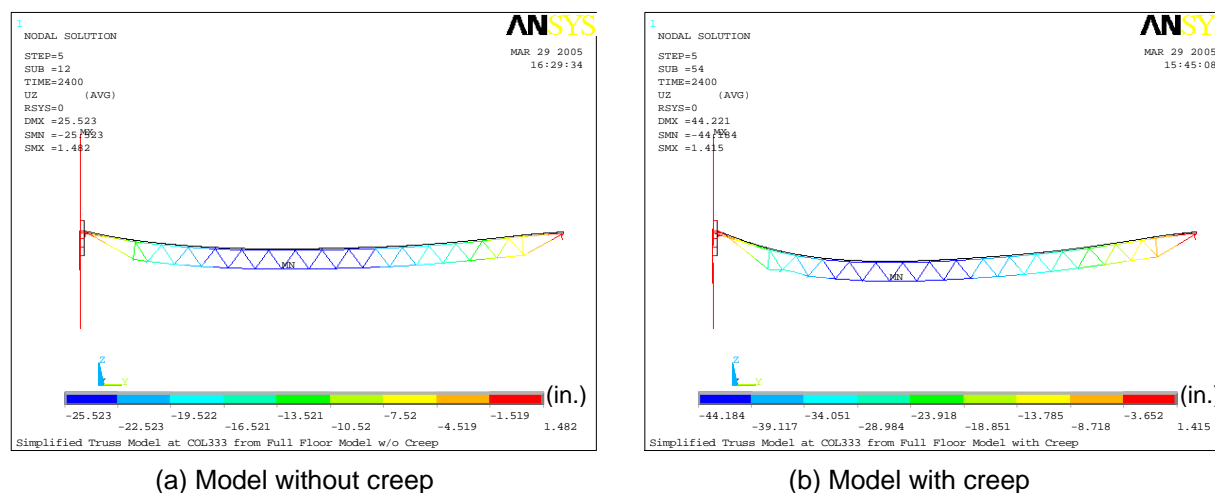 1
ANSYS
NODAL SOLUTION
MAR 29 2005
16:29:34
STEP=5
SUB =12
TIME=2400
UZ (AVG)
RSYS=0
DMX =25.523
SMN =-25.523
SMX =1.482
MX
MN
Z
Y
(in.)
-25.523 -19.522 -13.521 -7.52 -1.519
-22.523 -16.521 -10.52 -4.519 1.482
Simplified Truss Model at COL333 from Full Floor Model w/o Creep
(a) Model without creep
1
ANSYS
NODAL SOLUTION
MAR 29 2005
15:45:08
STEP=5
SUB =54
TIME=2400
UZ (AVG)
RSYS=0
DMX =44.221
SMN =-44.184
SMX =1.415
MX
MN
Z
Y
(in.)
-44.184 -34.051 -23.918 -13.785 -3.652
-39.117 -28.984 -18.851 -8.718 1.415
Simplified Truss Model at COL333 from Full Floor Model with Creep
(b) Model with creep